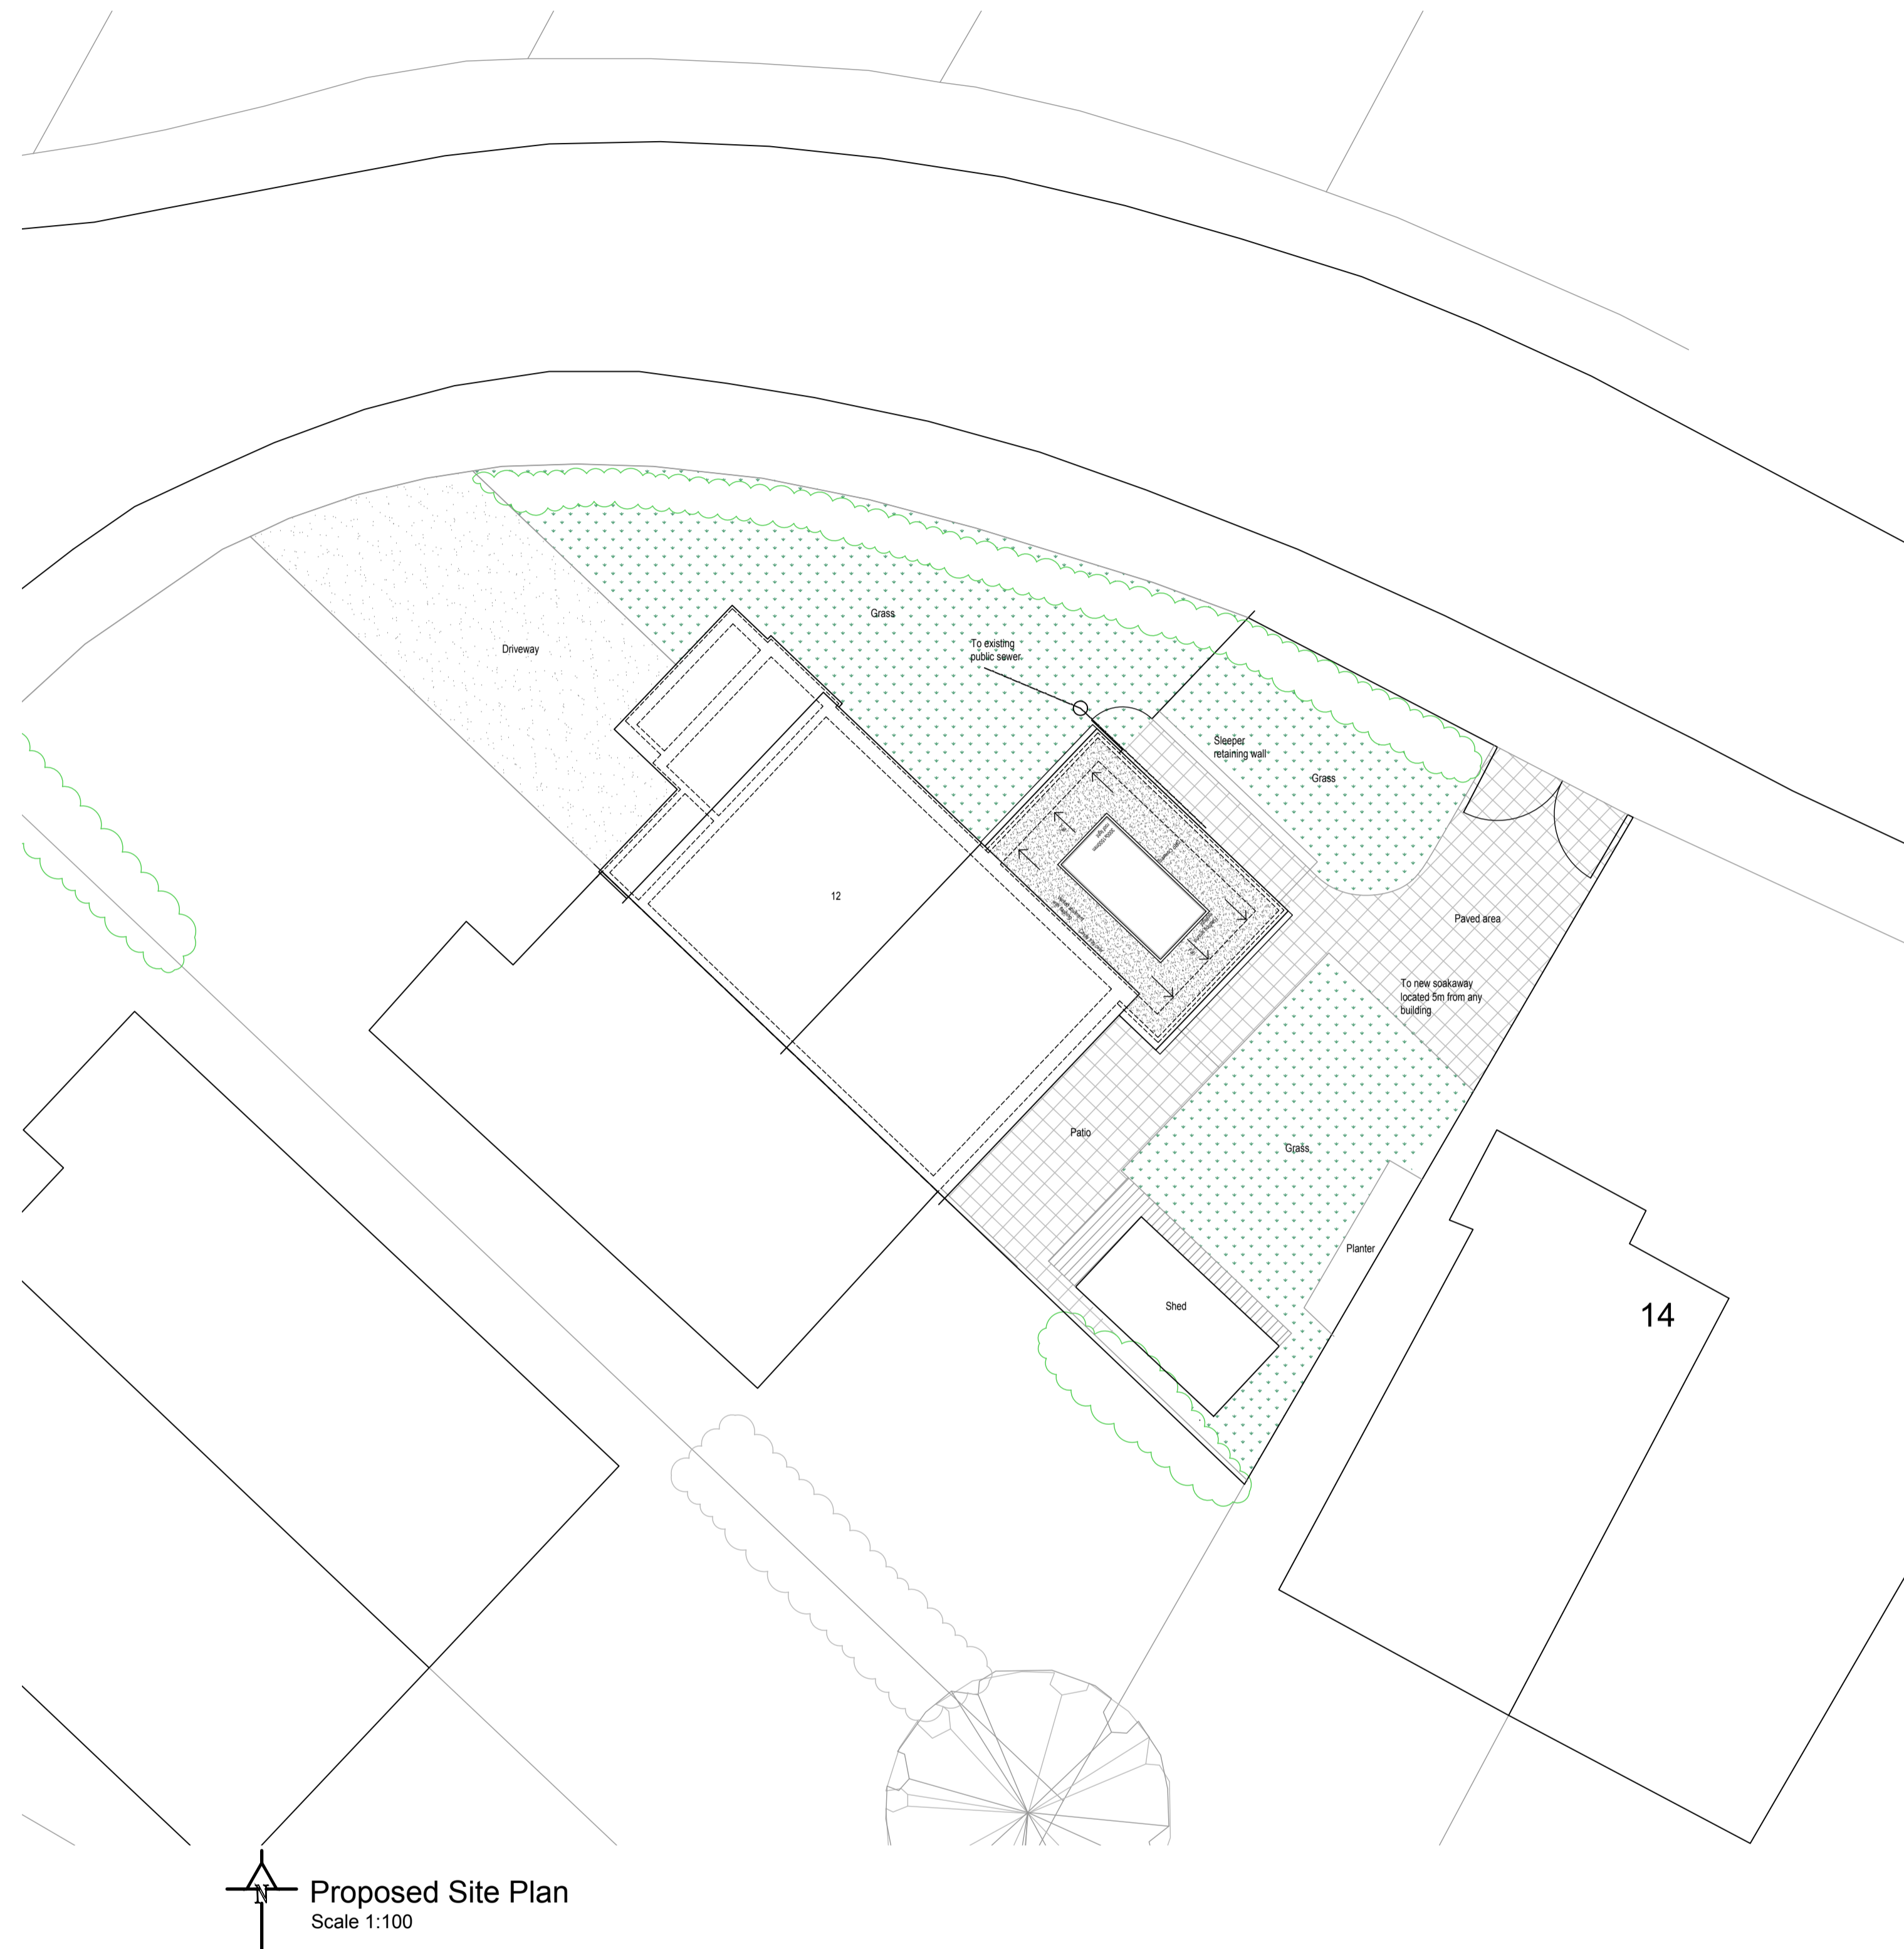 Grass
To existing
public sewer
Driveway
Sleeper
retaining wall
Grass
12
Paved area
To new soakaway
located 5m from any
building
Patio
Grass
Planter
Shed
14
N
Proposed Site Plan
Scale 1:100